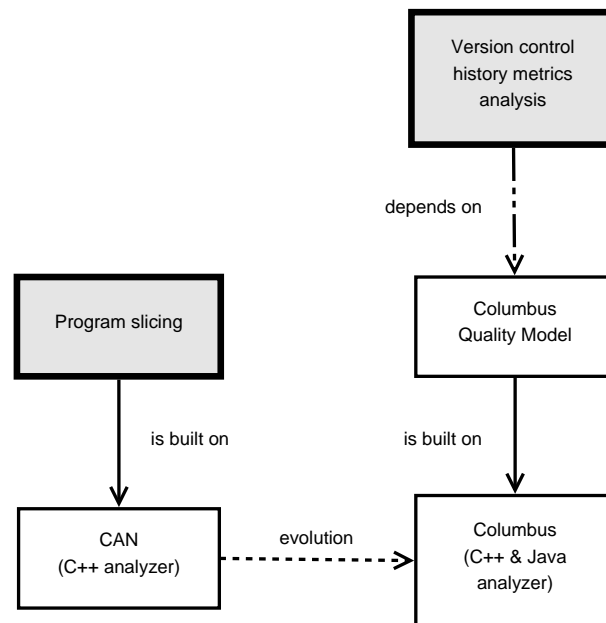 Version control
history metrics
analysis
depends on
Columbus
Quality Model
Program slicing
is built on
is built on
CAN
(C++ analyzer)
evolution
Columbus
(C++ & Java
analyzer)